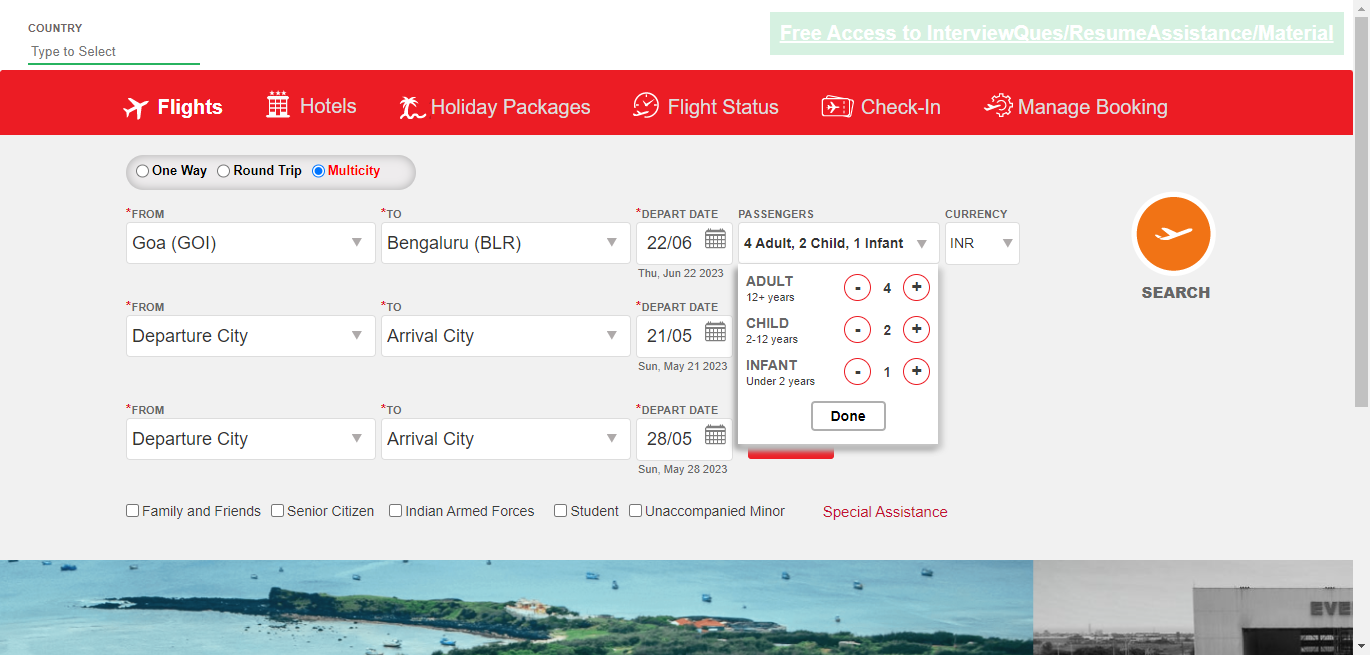 COUNTRY
Type to Select
Free Access to InterviewQues/ResumeAssistance/Material
Flights
Hotels
Holiday Packages
Flight Status
Check-In
Manage Booking
One Way
Round Trip
Multicity
*FROM
*TO
*DEPART DATE
PASSENGERS
CURRENCY
Goa (GOI)
Bengaluru (BLR)
22/06
4 Adult, 2 Child, 1 Infant
INR
Thu, Jun 22 2023
ADULT
12+ years
- 4 +
SEARCH
*FROM
*TO
*DEPART DATE
Departure City
Arrival City
21/05
Sun, May 21 2023
CHILD
2-12 years
- 2 +
INFANT
Under 2 years
- 1 +
Done
*FROM
*TO
*DEPART DATE
Departure City
Arrival City
28/05
Sun, May 28 2023
Family and Friends
Senior Citizen
Indian Armed Forces
Student
Unaccompanied Minor
Special Assistance
EVE